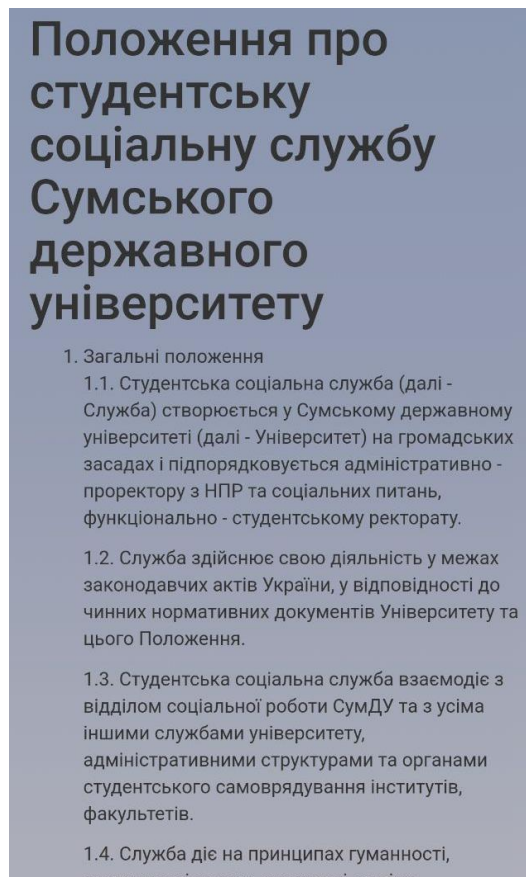 Положення про
студентську
соціальну службу
Сумського
державного
університету
1. Загальні положення
1.1. Студентська соціальна служба (далі -
Служба) створюється у Сумському державному
університеті (далі - Університет) на громадських
засадах і підпорядковується адміністративно -
проректору з НПР та соціальних питань,
функціонально - студентському ректорату.
1.2. Служба здійснює свою діяльність у межах
законодавчих актів України, у відповідності до
чинних нормативних документів Університету та
цього Положення.
1.3. Студентська соціальна служба взаємодіє з
відділом соціальної роботи СумДУ та з усіма
іншими службами університету,
адміністративними структурами та органами
студентського самоврядування інститутів,
факультетів.
1.4. Служба діє на принципах гуманності,